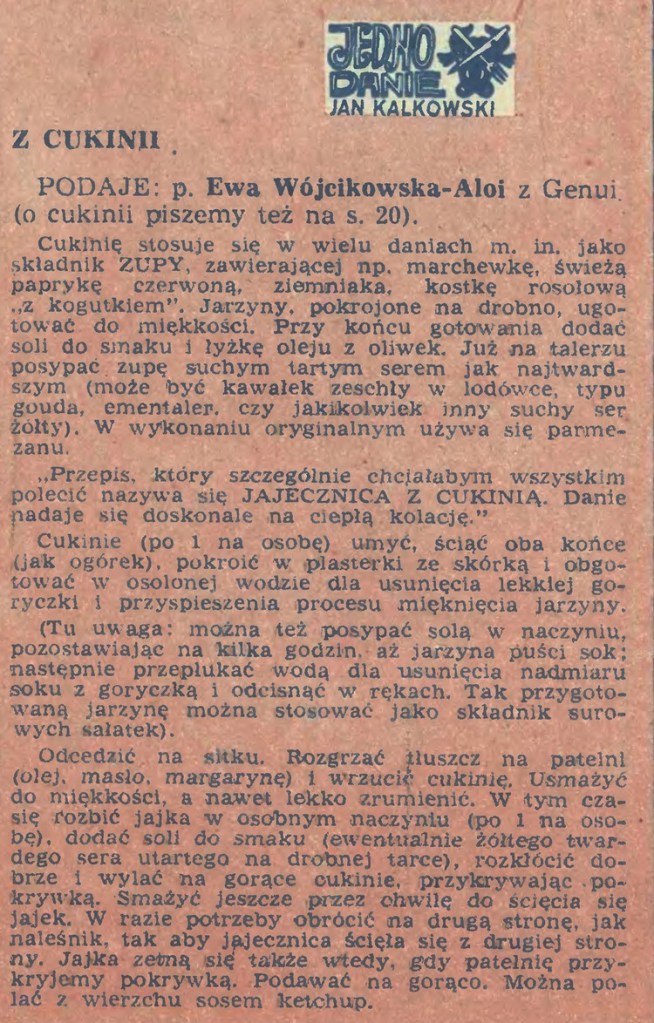 JEDNO
DANIE
JAN KALKOWSKI
Z CUKINII
PODAJE: p. Ewa Wójcikowska-Aloi z Genui.
(o cukinii piszemy też na s. 20).
Cukinię stosuje się w wielu daniach m. in. jako
składnik ZUPY, zawierającej np. marchewkę, świeżą
paprykę czerwoną, ziemniaka, kostkę rosołową
„z kogutkiem”. Jarzyny, pokrojone na drobno, ugo-
tować do miękkości. Przy końcu gotowania dodać
soli do smaku i łyżkę oleju z oliwek. Już na talerzu
posypać zupę suchym tartym serem jak najtward-
szym (może być kawałek zeschły w lodówce, typu
gouda, ementaler, czy jakikolwiek inny suchy ser
żółty). W wykonaniu oryginalnym używa się parme-
zanu.
„Przepis, który szczególnie chciałabym wszystkim
polecić nazywa się JAJECZNICA Z CUKINIĄ. Danie
nadaje się doskonale na ciepłą kolację.”
Cukinie (po 1 na osobę) umyć, ściąć oba końce
(jak ogórek), pokroić w plasterki ze skórką i obgo-
tować w osolonej wodzie dla usunięcia lekkiej go-
ryczki i przyspieszenia procesu mięknięcia jarzyny.
(Tu uwaga: można też posypać solą w naczyniu,
pozostawiając na kilka godzin, aż jarzyna puści sok;
następnie przepłukać wodą dla usunięcia nadmiaru
soku z goryczką i odcisnąć w rękach. Tak przygoto-
waną jarzynę można stosować jako składnik suro-
wych sałatek).
Odcedzić na sitku. Rozgrzać tłuszcz na patelni
(olej, masło, margarynę) i wrzucić cukinię. Usmażyć
do miękkości, a nawet lekko zrumienić. W tym cza-
sie rozbić jajka w osobnym naczyniu (po 1 na oso-
bę), dodać soli do smaku (ewentualnie żółtego twar-
dego sera utartego na drobnej tarce), rozkłócić do-
brze i wylać na gorące cukinie, przykrywając po-
krywką. Smażyć jeszcze przez chwilę do ścięcia się
jajek. W razie potrzeby obrócić na drugą stronę, jak
naleśnik, tak aby jajecznica ścięła się z drugiej stro-
ny. Jajka zetną się także wtedy, gdy patelnię przy-
kryjemy pokrywką. Podawać na gorąco. Można po-
lać z wierzchu sosem ketchup.